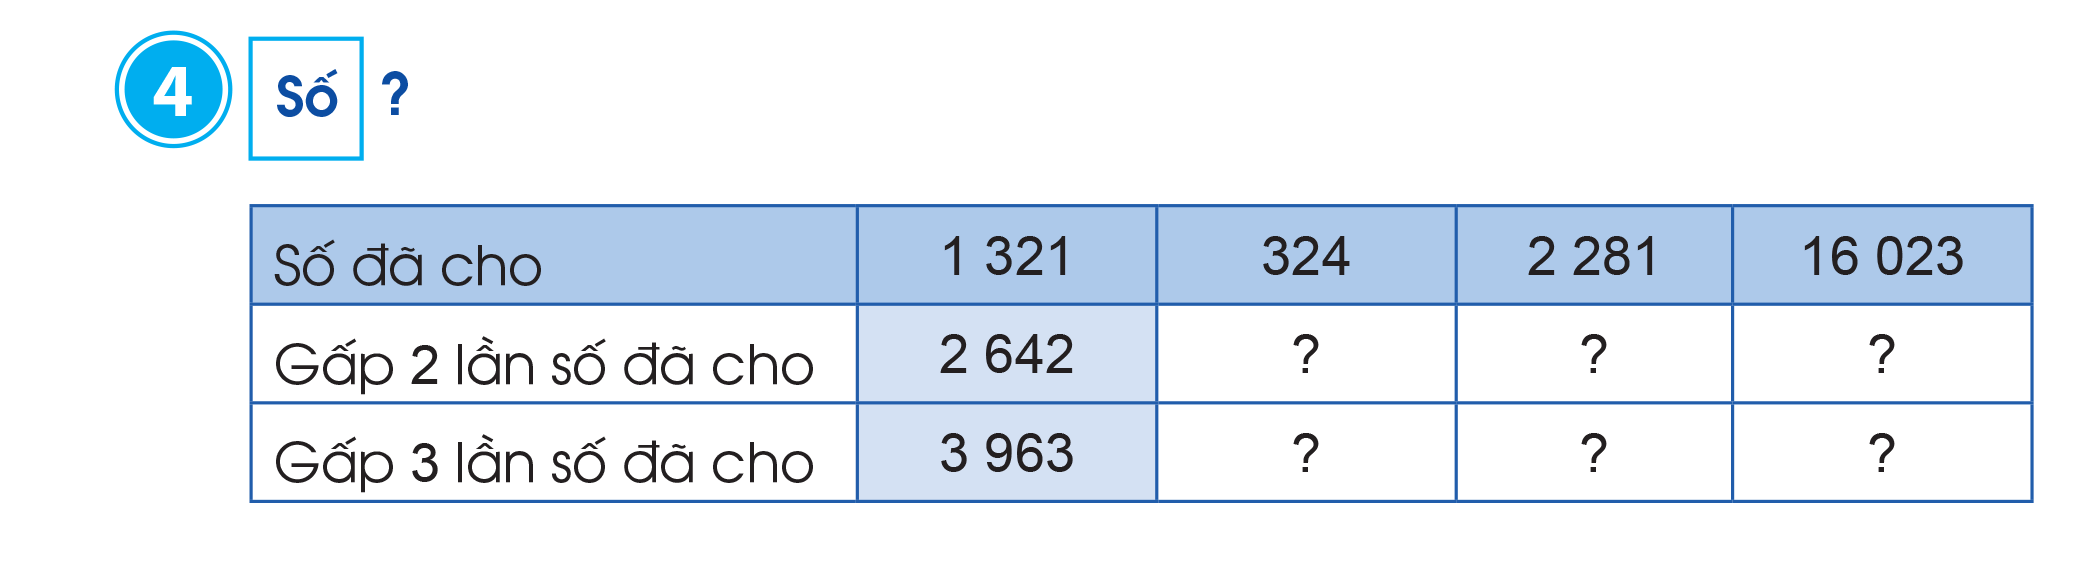 4 Số ?
Số đã cho 1 321 324 2 281 16 023
Gấp 2 lần số đã cho 2 642 ? ? ?
Gấp 3 lần số đã cho 3 963 ? ? ?